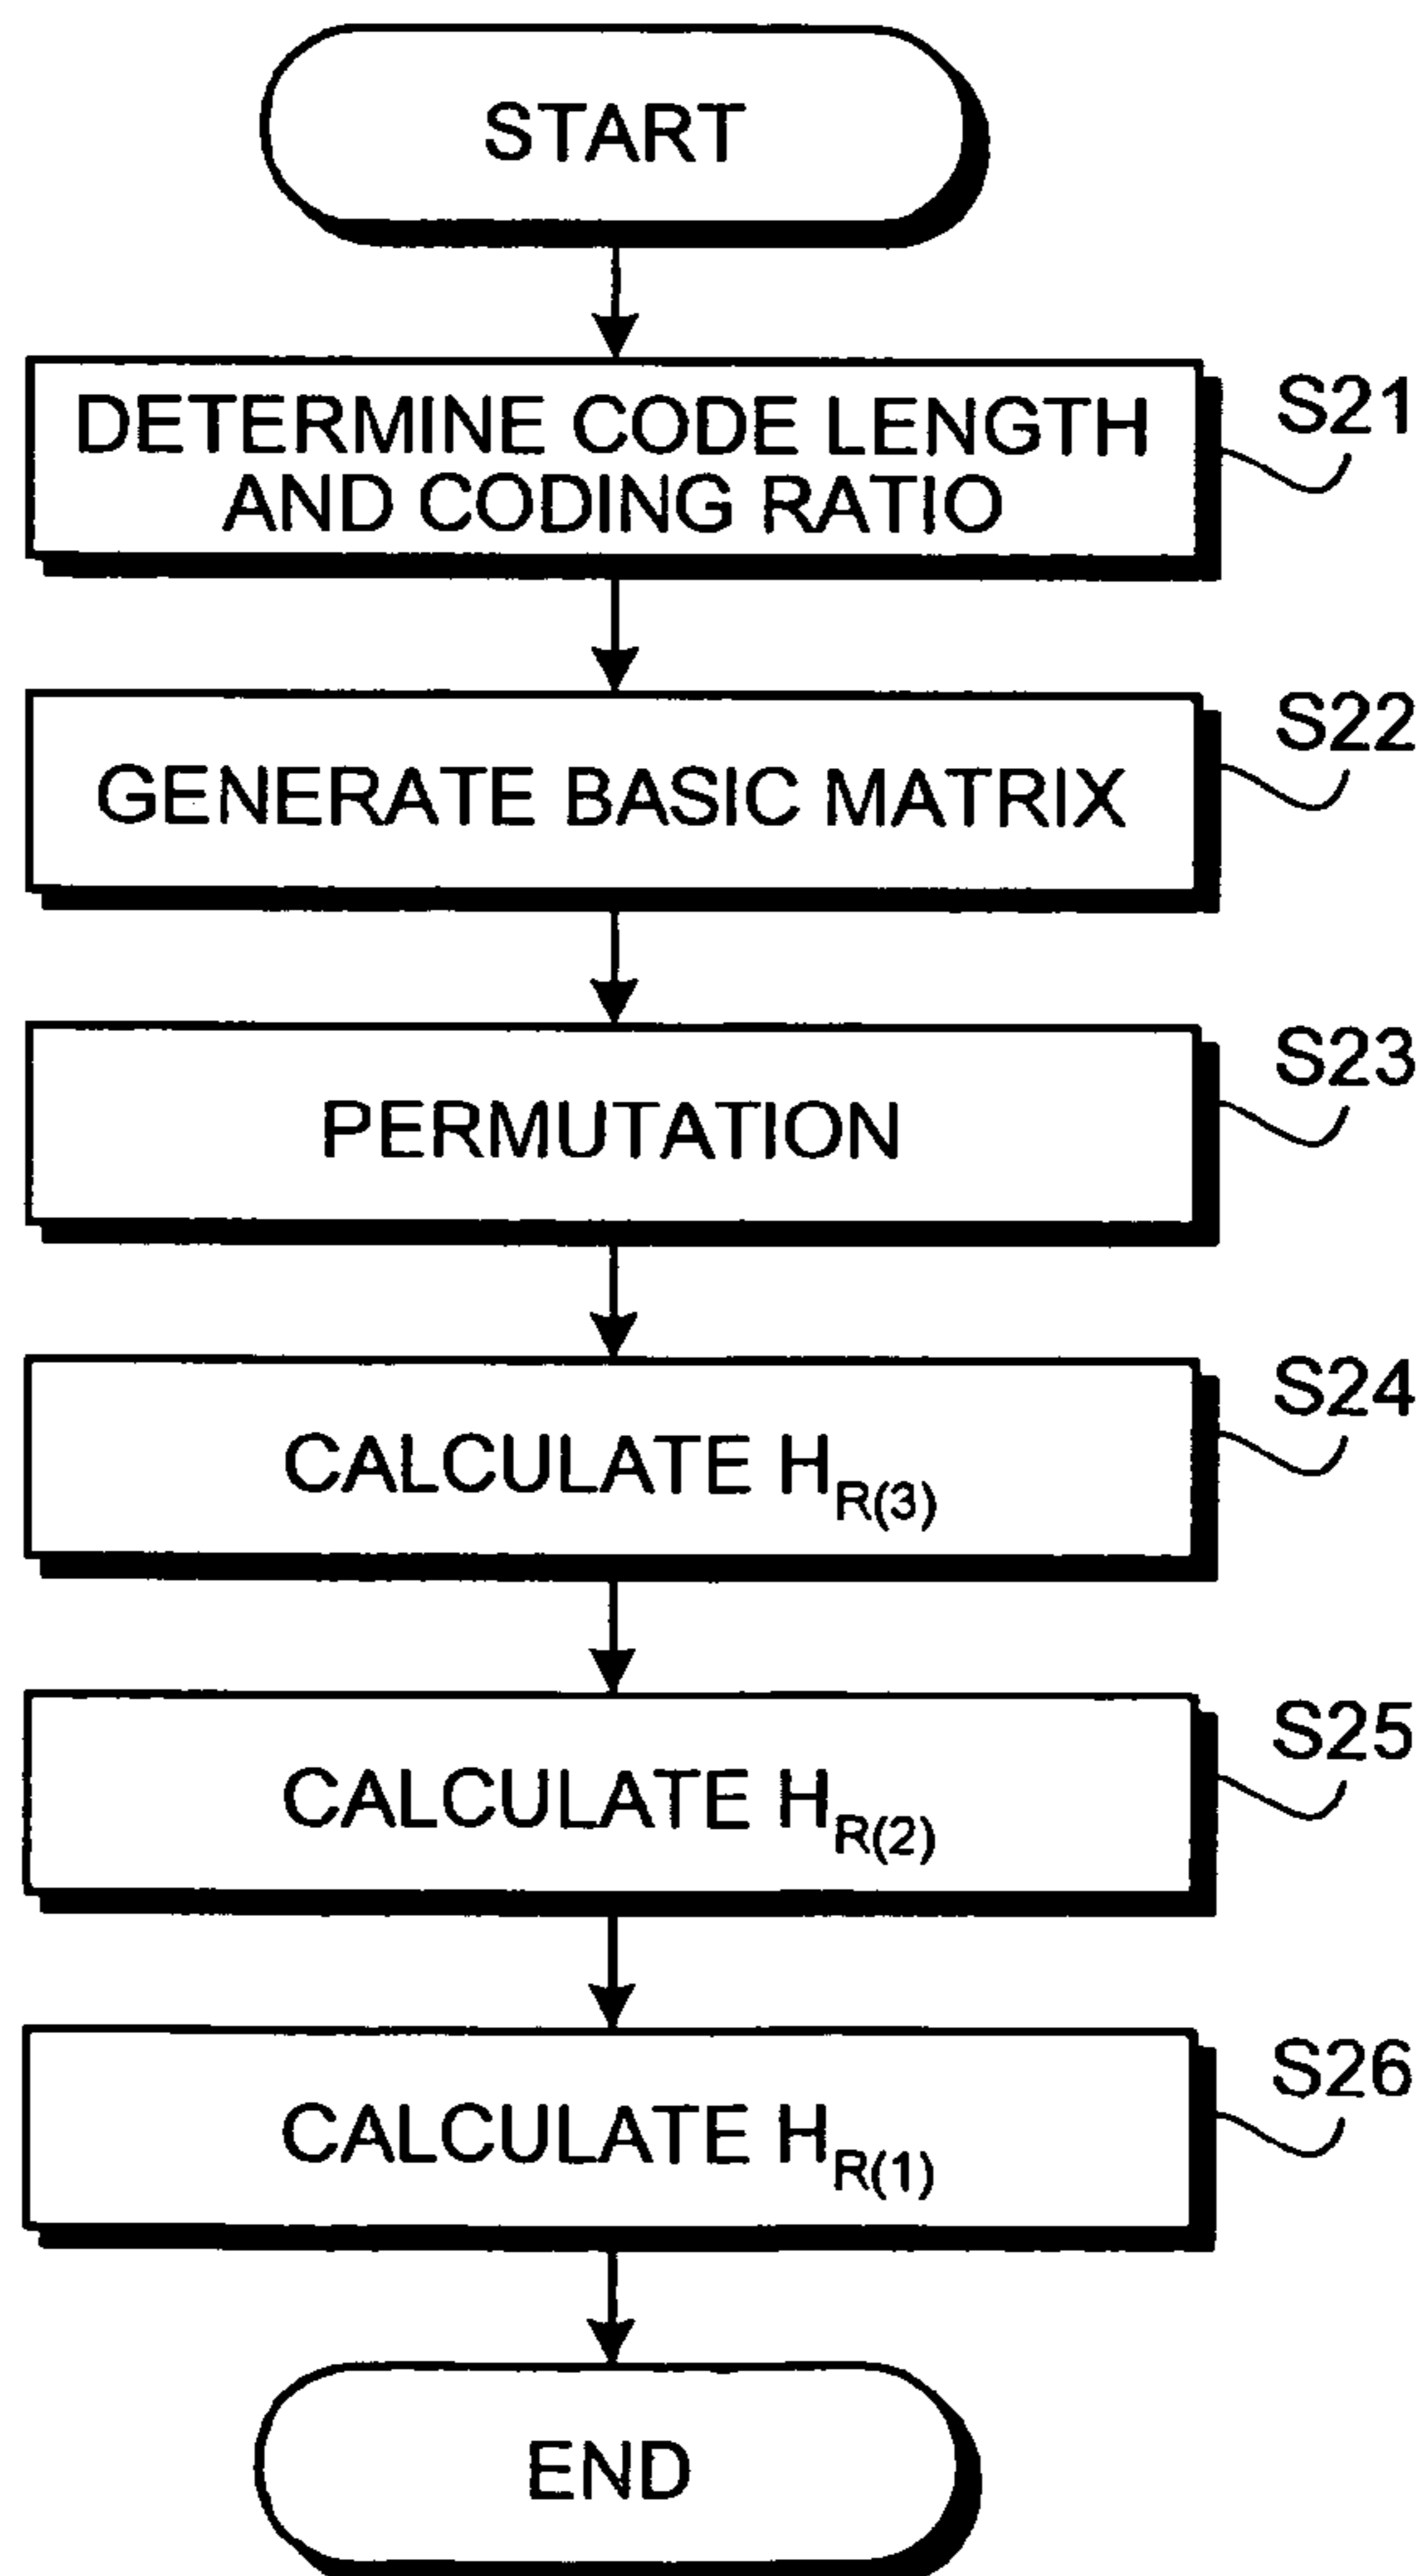 START
DETERMINE CODE LENGTH
AND CODING RATIO
S21
GENERATE BASIC MATRIX
S22
PERMUTATION
S23
CALCULATE H_R(3)
S24
CALCULATE H_R(2)
S25
CALCULATE H_R(1)
S26
END